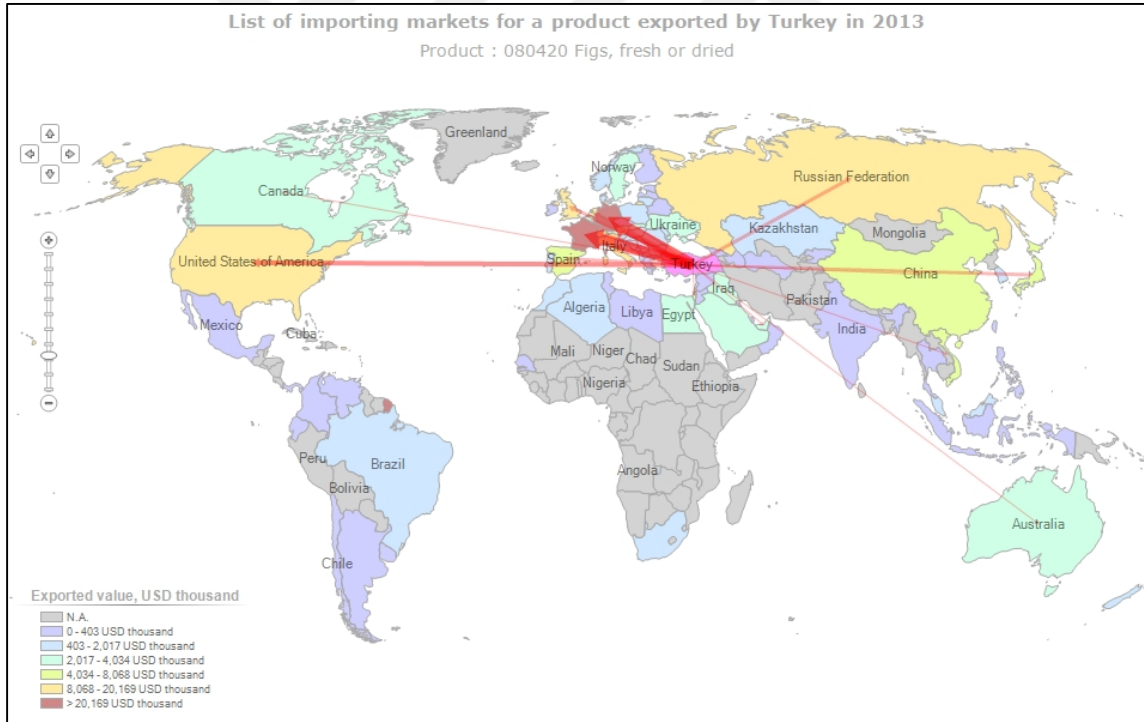 List of importing markets for a product exported by Turkey in 2013
Product : 080420 Figs, fresh or dried
Greenland
Norway
Russian Federation
Canada
Ukraine
Kazakhstan
Mongolia
Italy
Spain
United States of America
Turkey
China
Iraq
Pakistan
Algeria
Libya
Egypt
Mexico
India
Cuba
Mali
Niger
Chad
Sudan
Nigeria
Ethiopia
Peru
Brazil
Angola
Bolivia
Australia
Chile
Exported value, USD thousand
N.A.
0 - 403 USD thousand
403 - 2,017 USD thousand
2,017 - 4,034 USD thousand
4,034 - 8,068 USD thousand
8,068 - 20,169 USD thousand
> 20,169 USD thousand